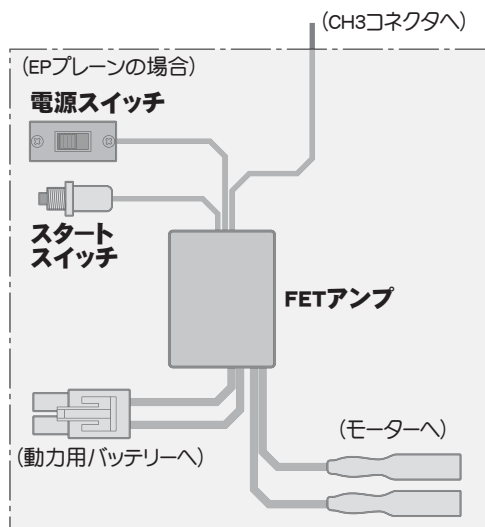 (CH3コネクタへ)
(EPプレーンの場合)
電源スイッチ
スタート
スイッチ
FETアンプ
(モーターへ)
(動力用バッテリーへ)